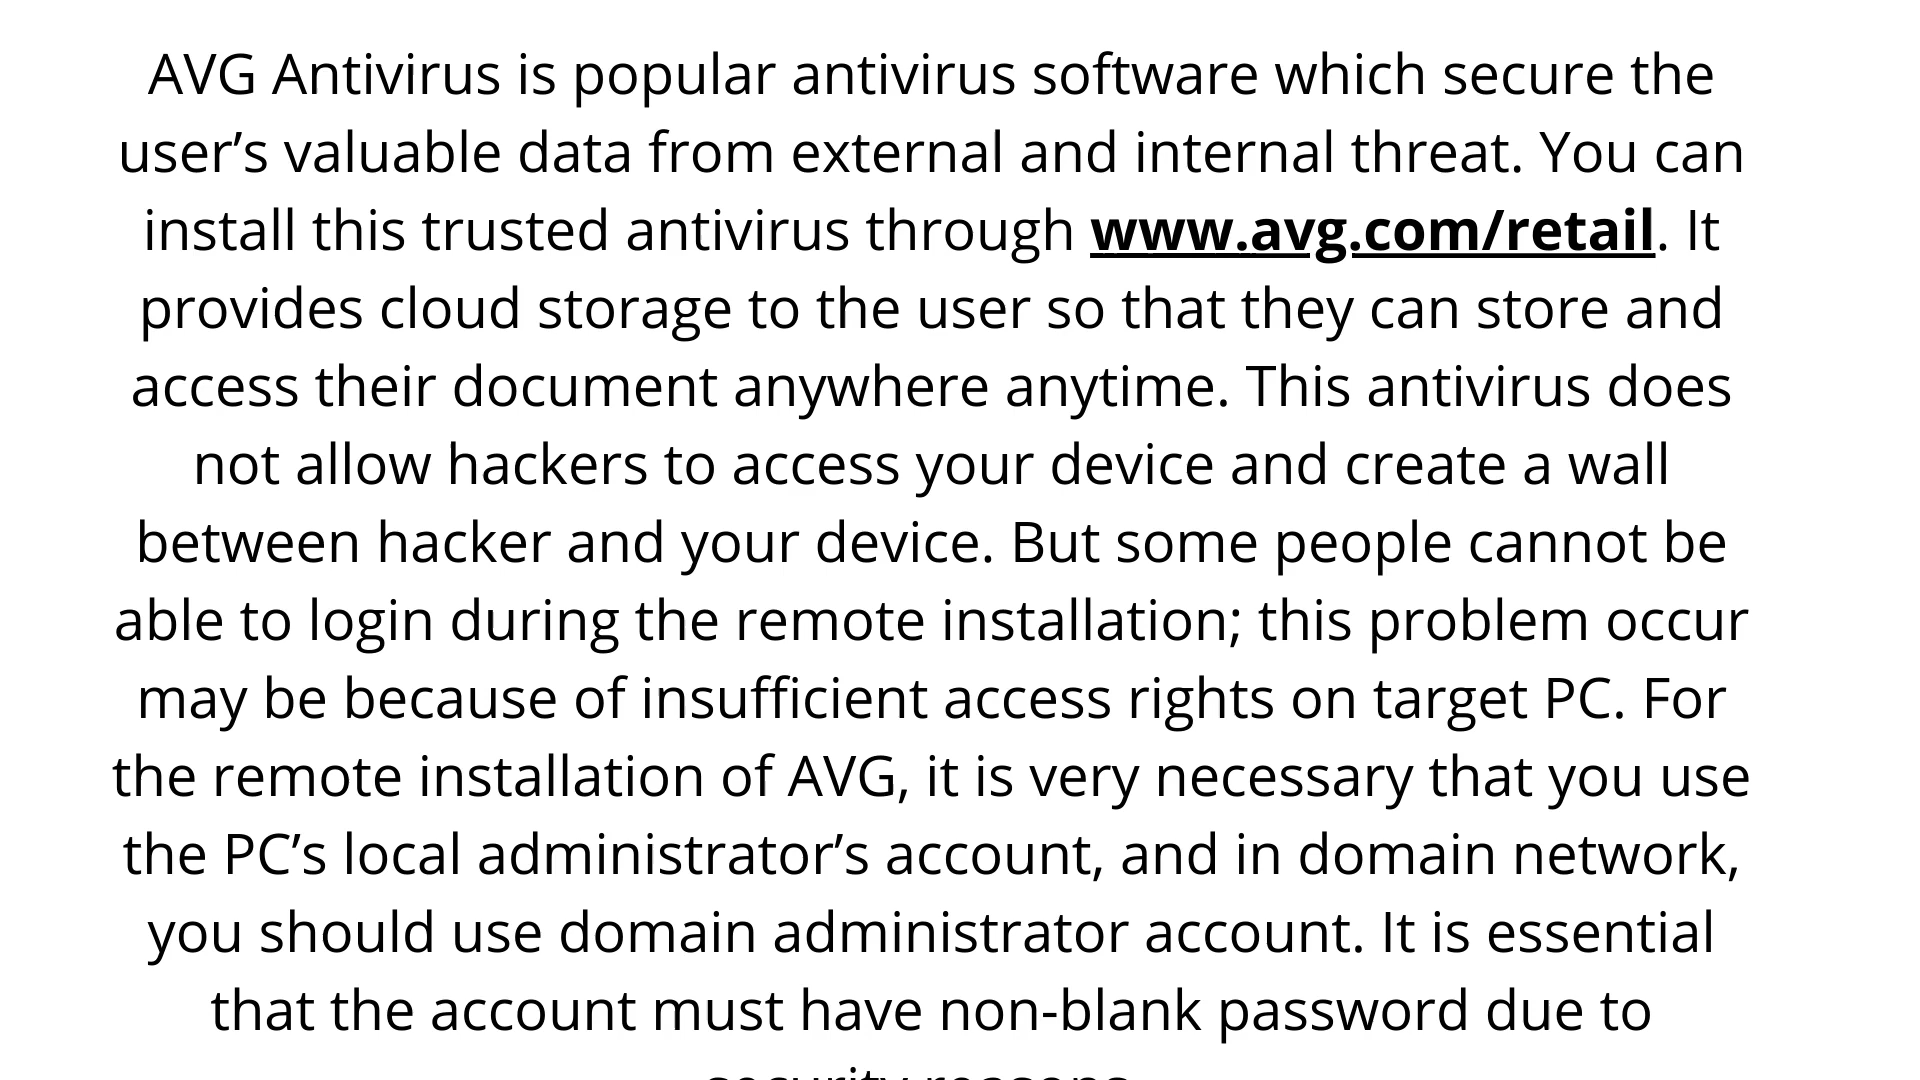 AVG Antivirus is popular antivirus software which secure the
user’s valuable data from external and internal threat. You can
install this trusted antivirus through www.avg.com/retail. It
provides cloud storage to the user so that they can store and
access their document anywhere anytime. This antivirus does
not allow hackers to access your device and create a wall
between hacker and your device. But some people cannot be
able to login during the remote installation; this problem occur
may be because of insufficient access rights on target PC. For
the remote installation of AVG, it is very necessary that you use
the PC’s local administrator’s account, and in domain network,
you should use domain administrator account. It is essential
that the account must have non-blank password due to
security reasons